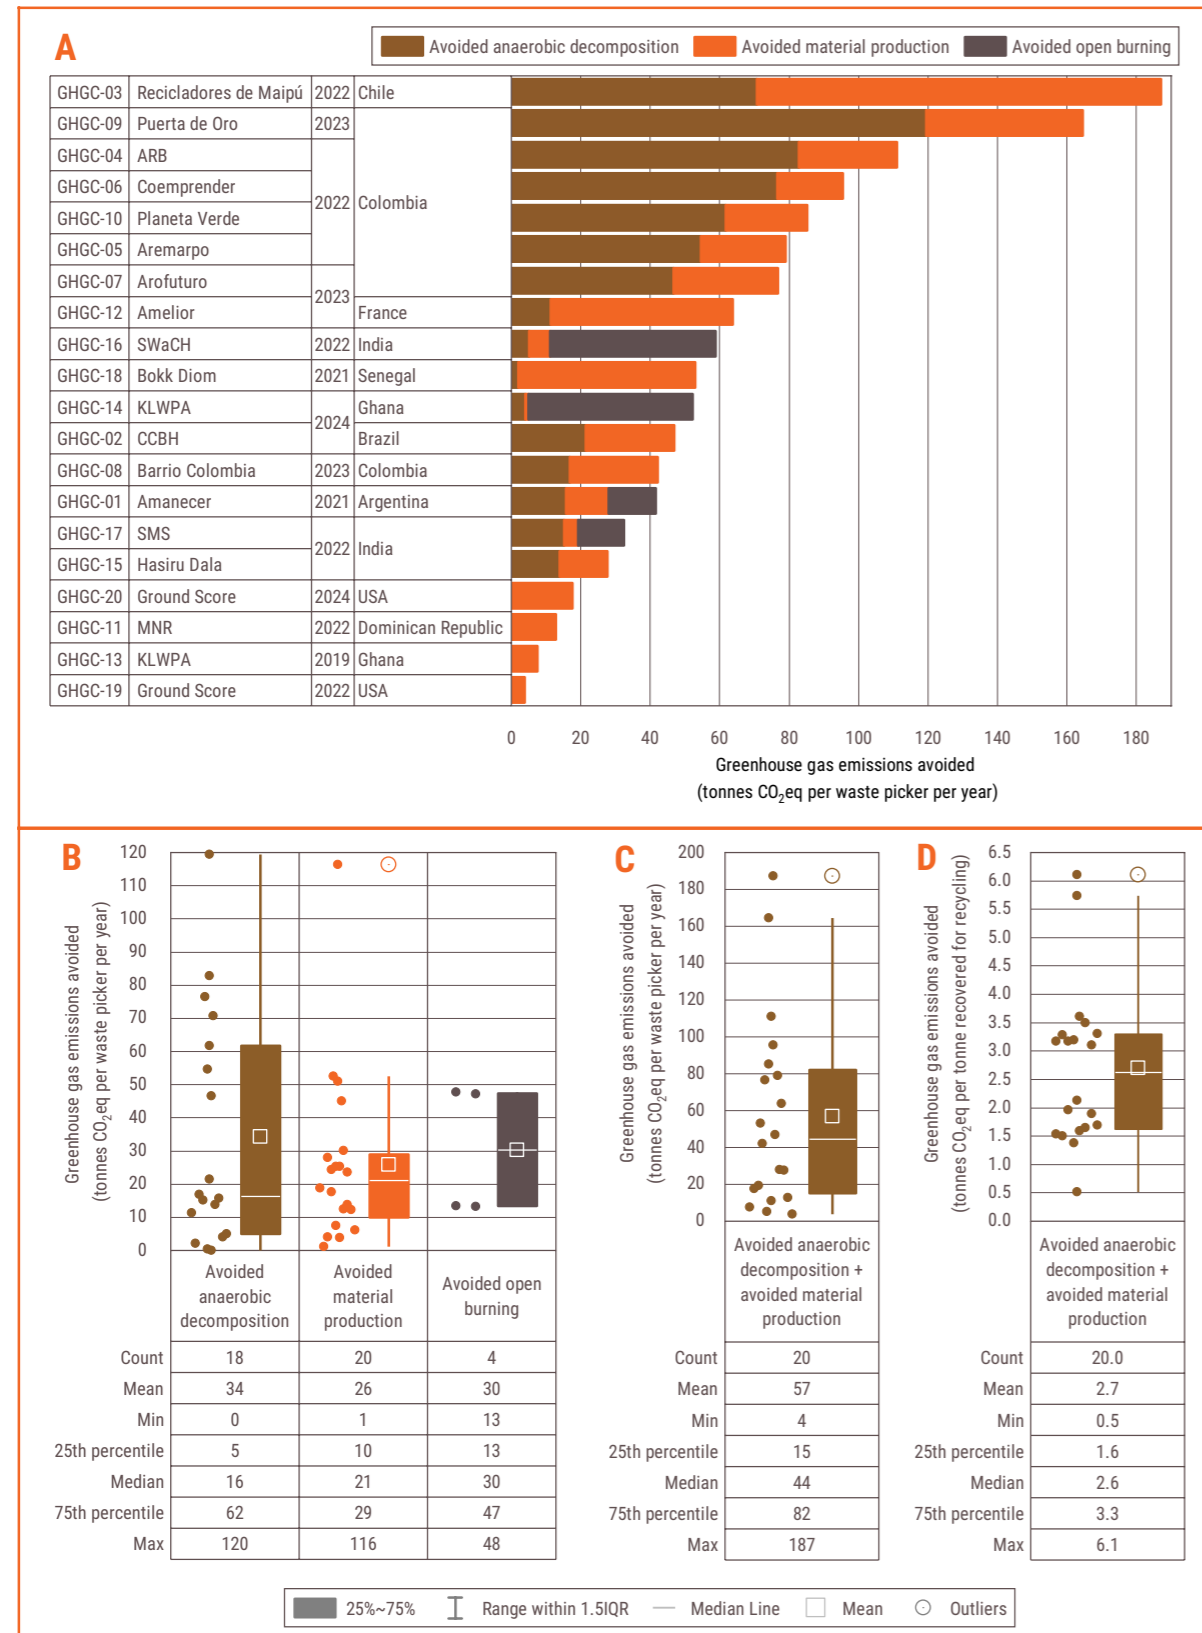 A
Avoided anaerobic decomposition Avoided material production Avoided open burning
GHGC-03 Recicladores de Maipú 2022 Chile
GHGC-09 Puerta de Oro 2023
GHGC-04 ARB
GHGC-06 Coemprender
2022 Colombia
GHGC-10 Planeta Verde
GHGC-05 Aremarpo
GHGC-07 Arofuturo
2023
GHGC-12 Amelior France
GHGC-16 SWaCH 2022 India
GHGC-18 Bokk Diom 2021 Senegal
GHGC-14 KLWPA Ghana
2024
GHGC-02 CCBH Brazil
GHGC-08 Barrio Colombia 2023 Colombia
GHGC-01 Amanecer 2021 Argentina
GHGC-17 SMS
2022 India
GHGC-15 Hasiru Dala
GHGC-20 Ground Score 2024 USA
GHGC-11 MNR 2022 Dominican Republic
GHGC-13 KLWPA 2019 Ghana
GHGC-19 Ground Score 2022 USA
0 20 40 60 80 100 120 140 160 180
Greenhouse gas emissions avoided
(tonnes CO₂eq per waste picker per year)
B
Greenhouse gas emissions avoided
(tonnes CO₂eq per waste picker per year)
120
110
100
90
80
70
60
50
40
30
20
10
0
Avoided
anaerobic
decomposition
Avoided
material
production
Avoided open
burning
Count 18 20 4
Mean 34 26 30
Min 0 1 13
25th percentile 5 10 13
Median 16 21 30
75th percentile 62 29 47
Max 120 116 48
C
Greenhouse gas emissions avoided
(tonnes CO₂eq per waste picker per year)
200
180
160
140
120
100
80
60
40
20
0
Avoided anaerobic
decomposition +
avoided material
production
Count 20
Mean 57
Min 4
25th percentile 15
Median 44
75th percentile 82
Max 187
D
Greenhouse gas emissions avoided
(tonnes CO₂eq per tonne recovered for recycling)
6.5
6.0
5.5
5.0
4.5
4.0
3.5
3.0
2.5
2.0
1.5
1.0
0.5
0.0
Avoided anaerobic
decomposition +
avoided material
production
Count 20.0
Mean 2.7
Min 0.5
25th percentile 1.6
Median 2.6
75th percentile 3.3
Max 6.1
25%~75% Range within 1.5IQR Median Line Mean Outliers